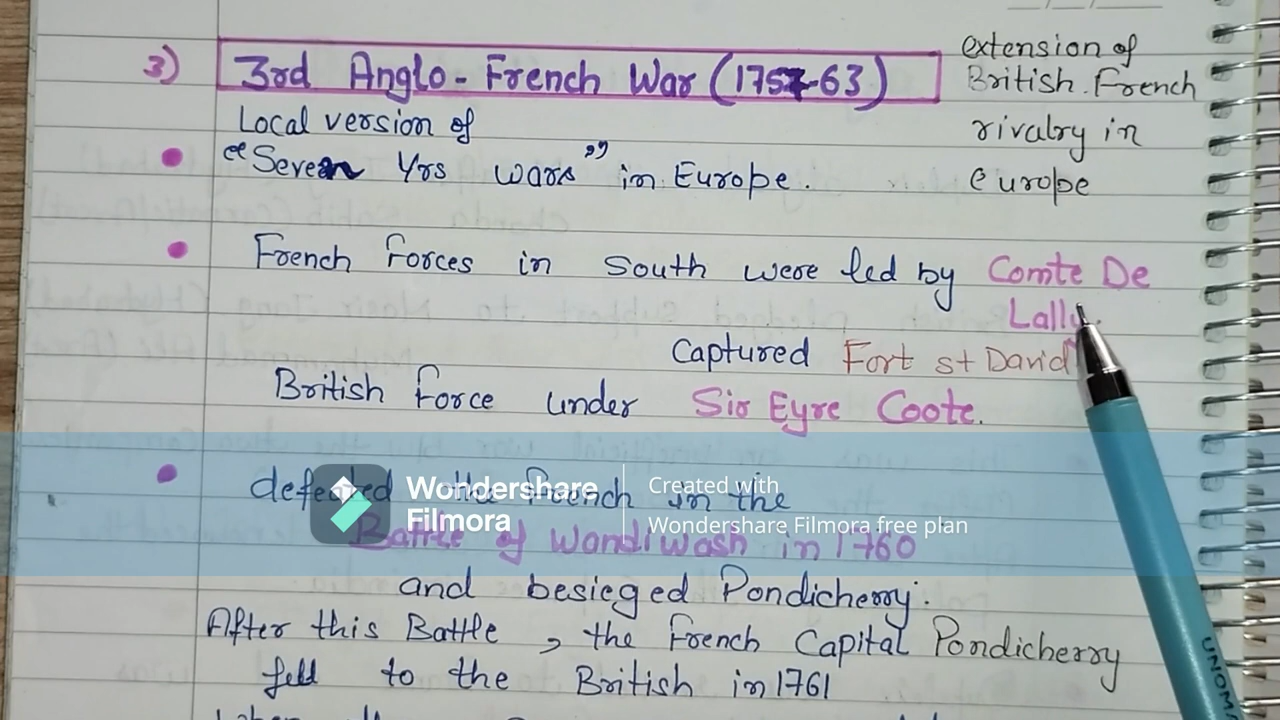 3) 3rd Anglo-French War (1757-63)
extension of
British French
rivalry in
europe
Local version of
"Seven Yrs wars" in Europe.
French Forces in South were led by Comte De
Lally.
Captured Fort st David
British Force under Sir Eyre Coote.
defeated the French in the
Battle of Wandiwash in 1760
Wondershare
Filmora
Created with
Wondershare Filmora free plan
and besieged Pondicherry.
After this Battle, the French Capital Pondicherry
fell to the British in 1761
UNOMA